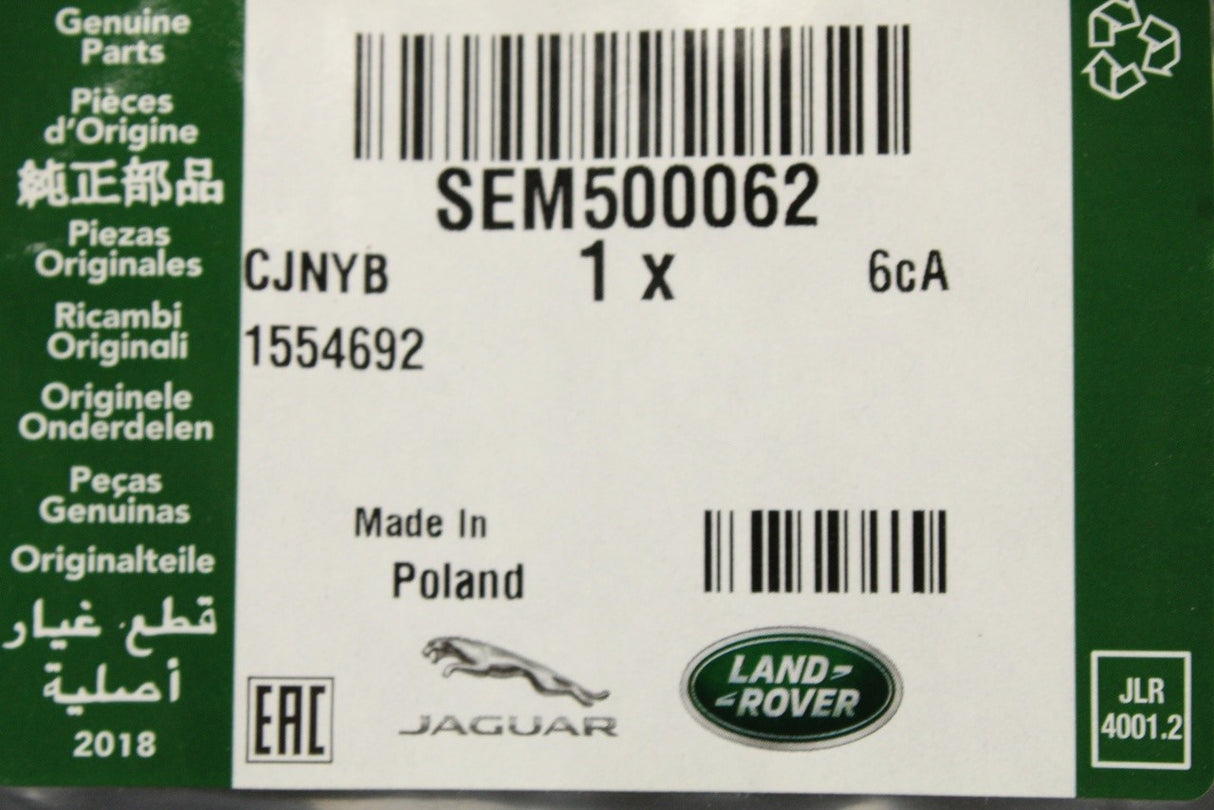 Genuine
Parts
Pièces
d'Origine
純正部品
Piezas
Originales
Ricambi
Originali
Originele
Onderdelen
Peças
Genuinas
Originalteile
قطع غيار
أصلية
2018
SEM500062
CJNYB
1 x
6cA
1554692
Made In
Poland
EAC
JAGUAR
LAND-
-ROVER
JLR
4001.2